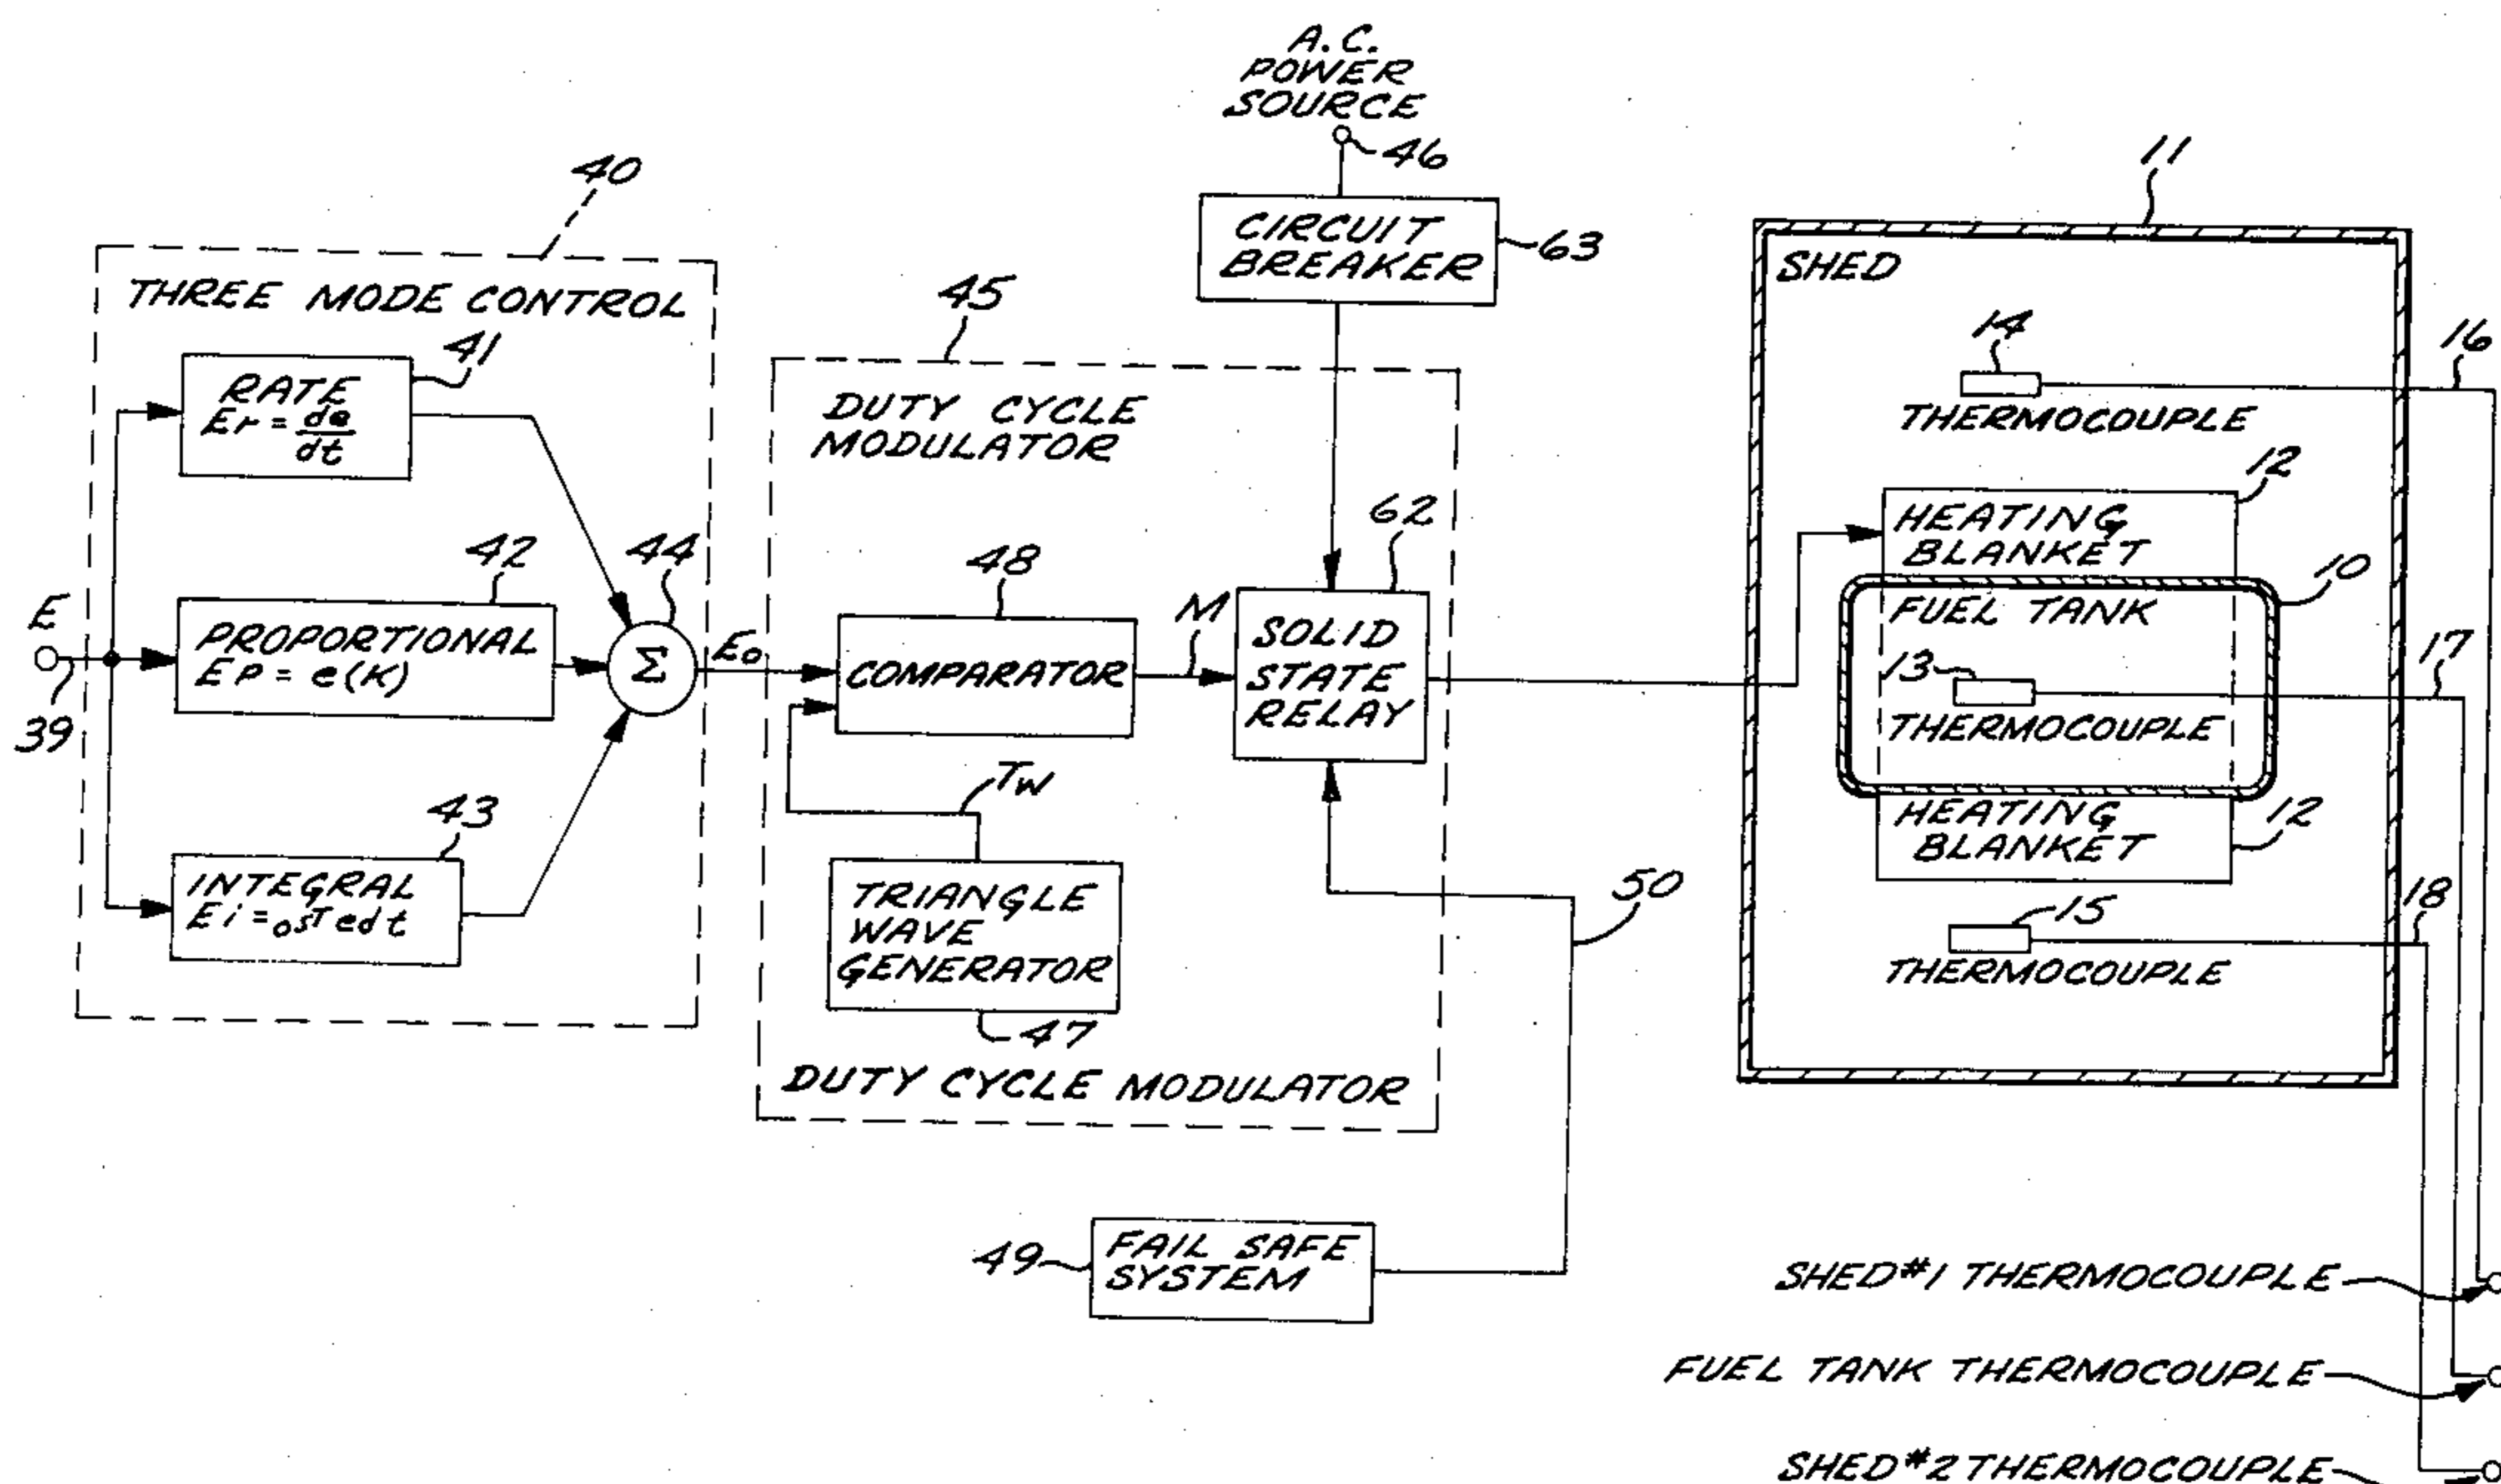 A.C.
POWER
SOURCE
46
CIRCUIT
BREAKER
63
40
THREE MODE CONTROL
41
RATE
Er = de
dt
42
PROPORTIONAL
EP = e(K)
43
INTEGRAL
Ei = 0∫T edt
E
39
44
Σ
Eo
45
DUTY CYCLE
MODULATOR
48
COMPARATOR
M
62
SOLID
STATE
RELAY
TW
TRIANGLE
WAVE
GENERATOR
47
DUTY CYCLE MODULATOR
50
49
FAIL SAFE
SYSTEM
11
SHED
14
THERMOCOUPLE
16
12
HEATING
BLANKET
10
FUEL TANK
13
THERMOCOUPLE
17
HEATING
BLANKET
12
15
THERMOCOUPLE
18
SHED #1 THERMOCOUPLE
FUEL TANK THERMOCOUPLE
SHED #2 THERMOCOUPLE